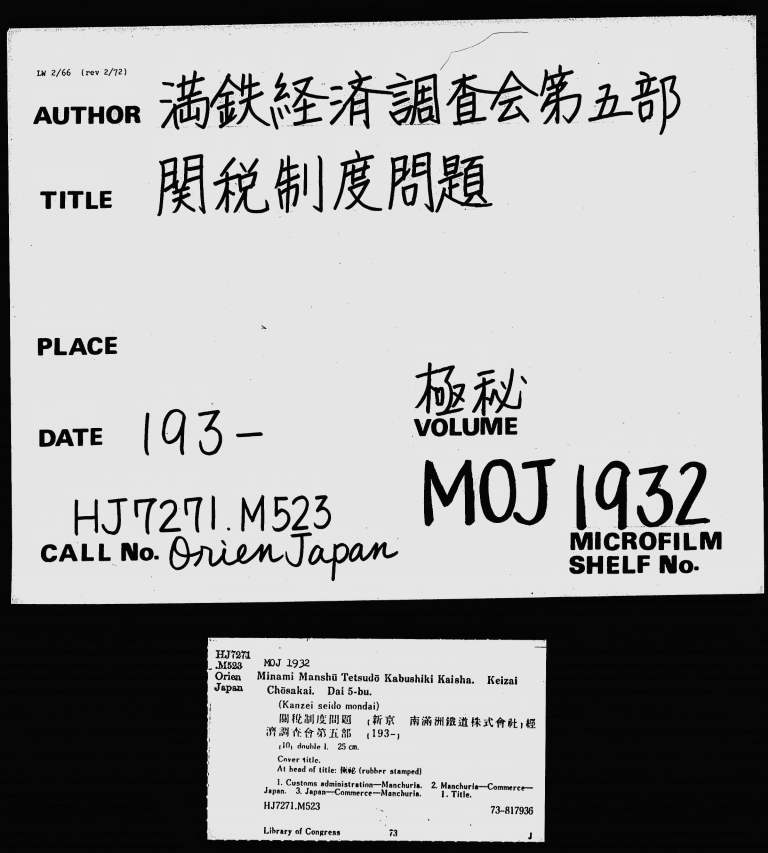 LW 2/66 (rev 2/72)
AUTHOR 満鉄経済調査会第五部
TITLE 関税制度問題
PLACE
極秘
VOLUME
DATE 193-
MOJ 1932
MICROFILM
SHELF No.
HJ7271.M523
CALL No. Orien Japan
HJ7271
.M523
Orien
Japan
MOJ 1932
Minami Manshū Tetsudō Kabushiki Kaisha. Keizai
Chōsakai. Dai 5-bu.
(Kanzei seido mondai)
關税制度問題 [新京 南滿洲鐵道株式會社]經
濟調査會第五部 [193-]
[10] double l. 25 cm.
Cover title.
At head of title: 極秘 (rubber stamped)
1. Customs administration—Manchuria. 2. Manchuria—Commerce—
Japan. 3. Japan—Commerce—Manchuria. I. Title.
HJ7271.M523
73-817936
Library of Congress 73 J